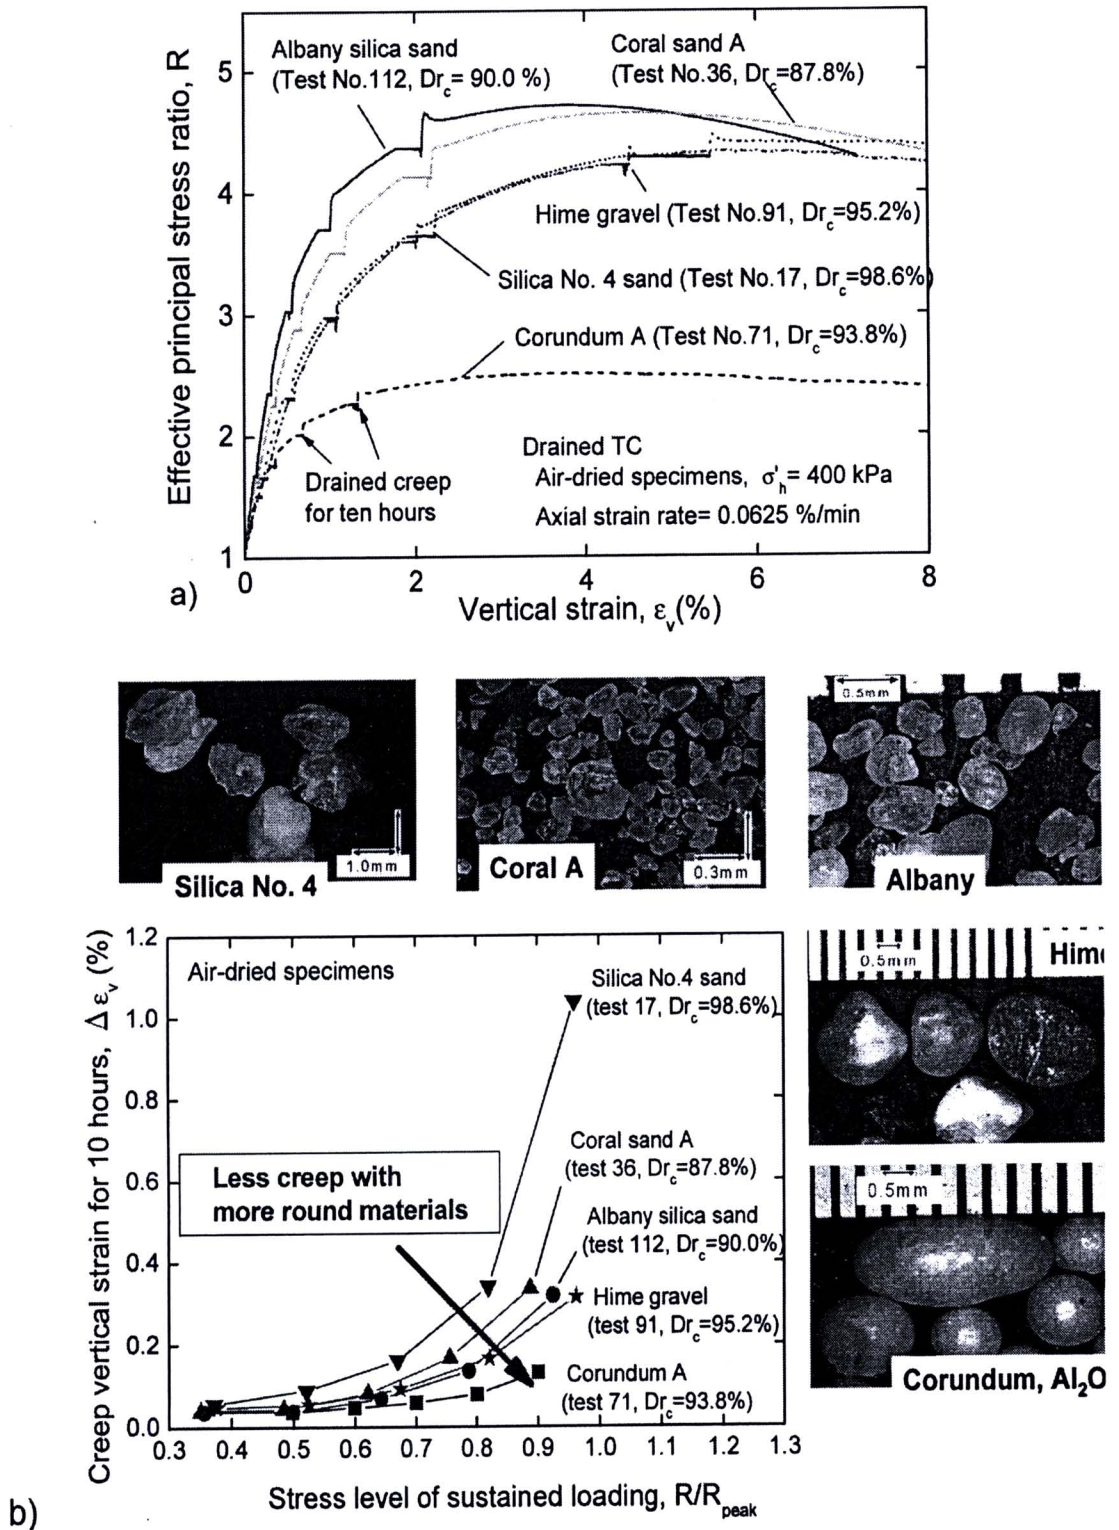 Effective principal stress ratio, R
5
4
3
2
1
Albany silica sand
(Test No.112, Dr_c= 90.0 %)
Coral sand A
(Test No.36, Dr_c=87.8%)
Hime gravel (Test No.91, Dr_c=95.2%)
Silica No. 4 sand (Test No.17, Dr_c=98.6%)
Corundum A (Test No.71, Dr_c=93.8%)
Drained creep
for ten hours
Drained TC
Air-dried specimens, σ'_h= 400 kPa
Axial strain rate= 0.0625 %/min
0 2 4 6 8
a)
Vertical strain, ε_v(%)
1.0mm
Silica No. 4
0.3mm
Coral A
0.5mm
Albany
0.5mm
Hime
0.5mm
Corundum, Al₂O
Creep vertical strain for 10 hours, Δε_v (%)
1.2
1.0
0.8
0.6
0.4
0.2
0.0
Air-dried specimens
Silica No.4 sand
(test 17, Dr_c=98.6%)
Coral sand A
(test 36, Dr_c=87.8%)
Less creep with
more round materials
Albany silica sand
(test 112, Dr_c=90.0%)
Hime gravel
(test 91, Dr_c=95.2%)
Corundum A
(test 71, Dr_c=93.8%)
0.3 0.4 0.5 0.6 0.7 0.8 0.9 1.0 1.1 1.2 1.3
Stress level of sustained loading, R/R_peak
b)